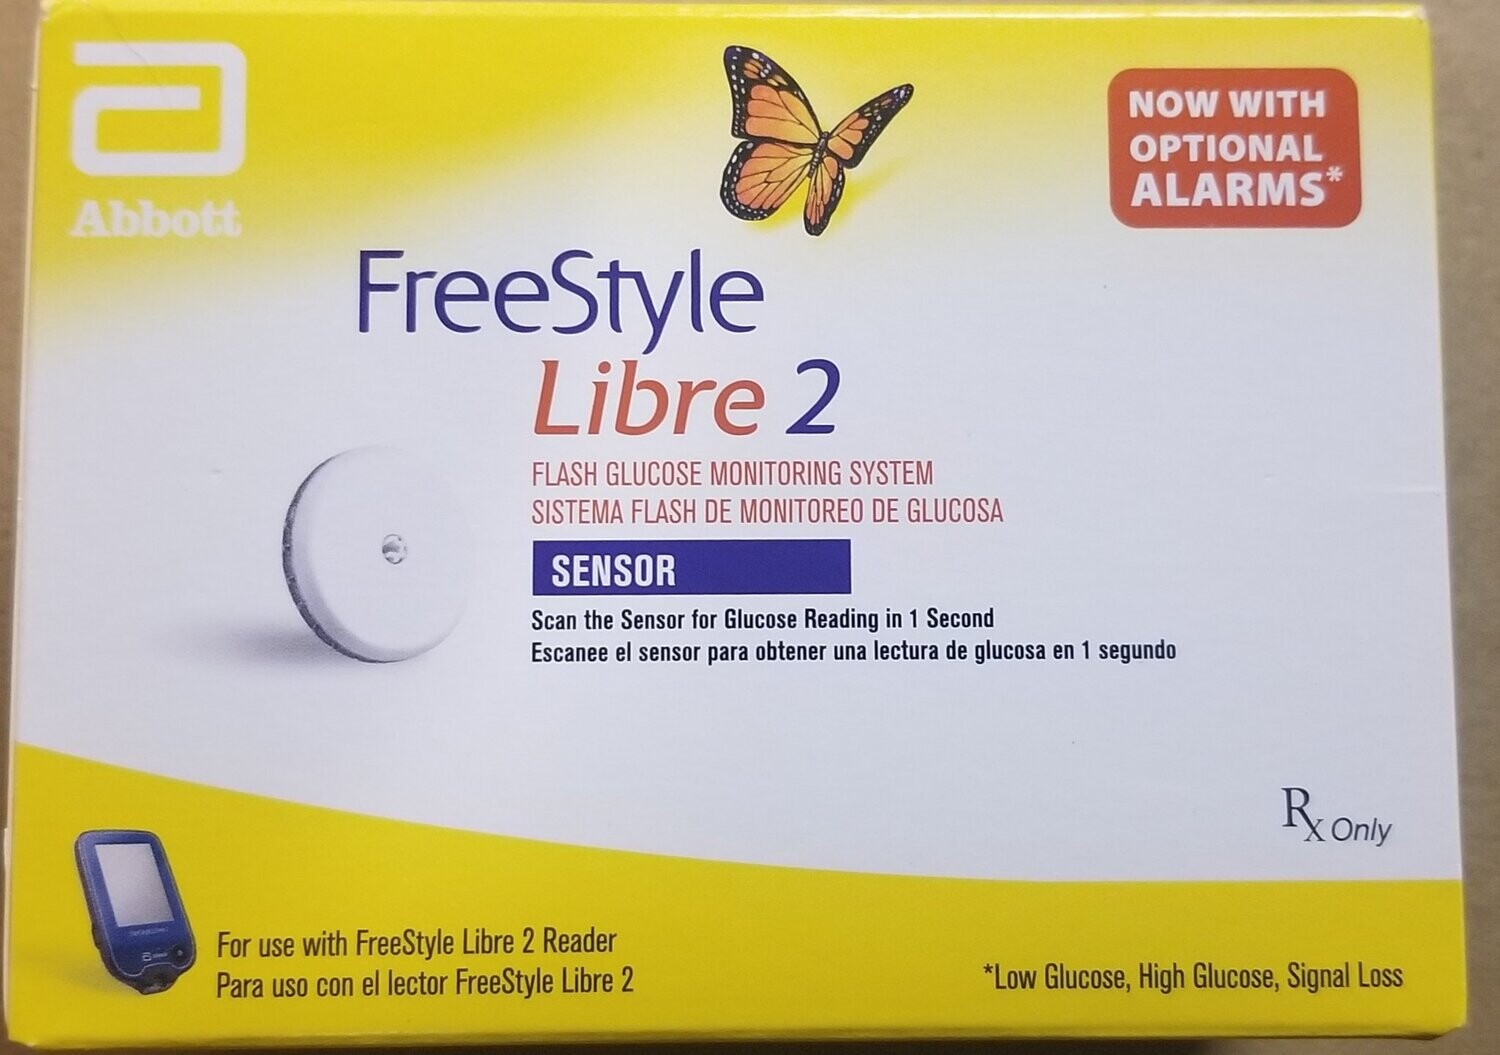 Abbott
NOW WITH
OPTIONAL
ALARMS*
FreeStyle
Libre 2
FLASH GLUCOSE MONITORING SYSTEM
SISTEMA FLASH DE MONITOREO DE GLUCOSA
SENSOR
Scan the Sensor for Glucose Reading in 1 Second
Escanee el sensor para obtener una lectura de glucosa en 1 segundo
Rx Only
For use with FreeStyle Libre 2 Reader
Para uso con el lector FreeStyle Libre 2
*Low Glucose, High Glucose, Signal Loss